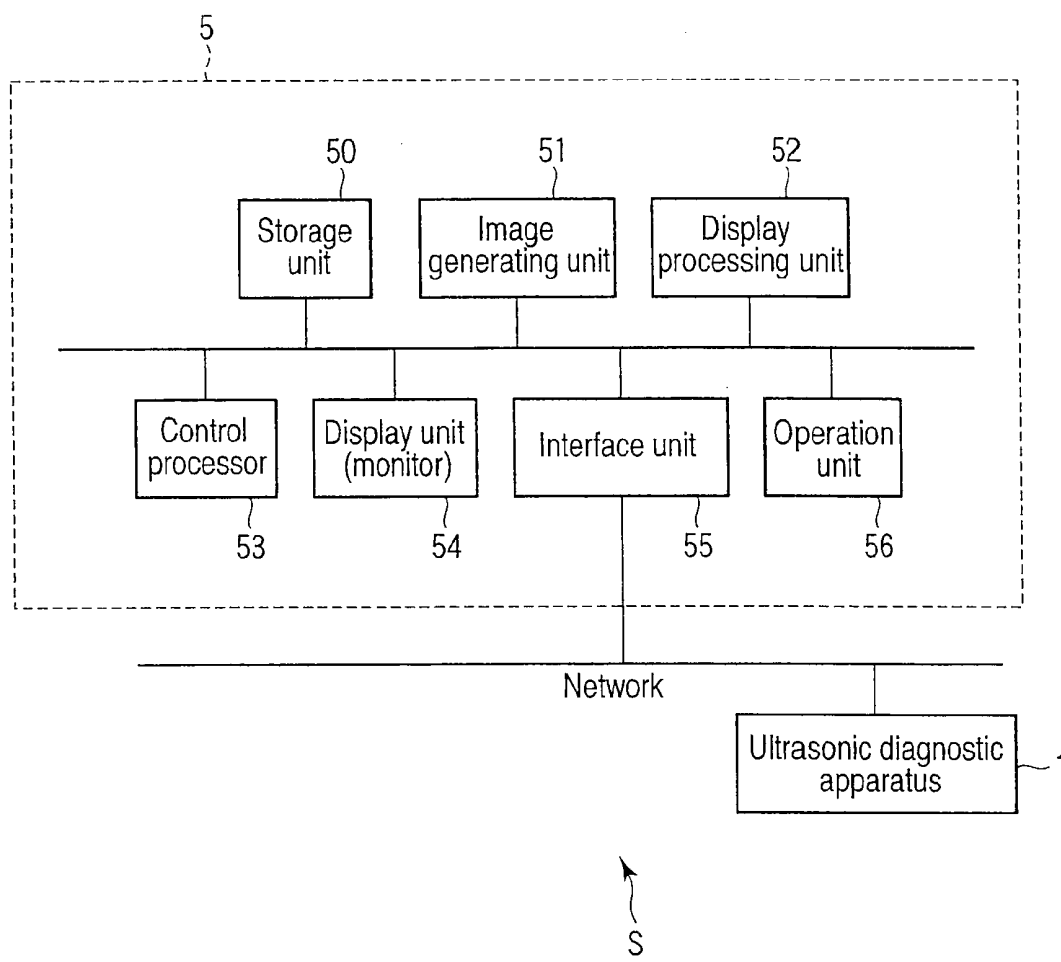 5
50
51
52
Storage
unit
Image
generating unit
Display
processing unit
Control
processor
Display unit
(monitor)
Interface unit
Operation
unit
53
54
55
56
Network
Ultrasonic diagnostic
apparatus
S